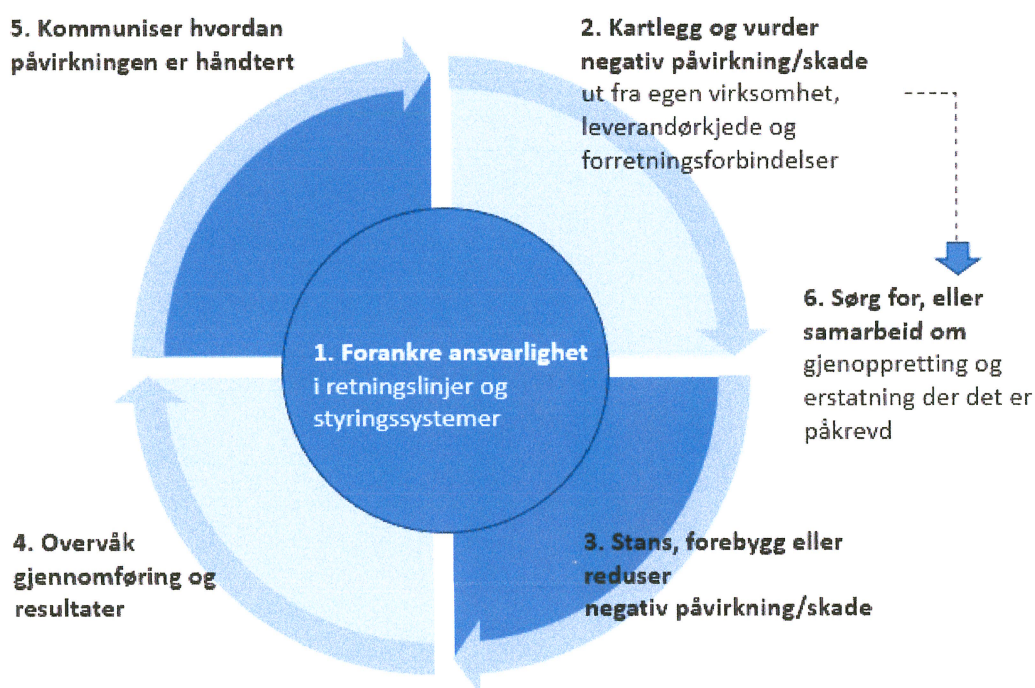 5. Kommuniser hvordan
påvirkningen er håndtert
2. Kartlegg og vurder
negativ påvirkning/skade
ut fra egen virksomhet,
leverandørkjede og
forretningsforbindelser
6. Sørg for, eller
samarbeid om
gjenoppretting og
erstatning der det er
påkrevd
1. Forankre ansvarlighet
i retningslinjer og
styringssystemer
4. Overvåk
gjennomføring og
resultater
3. Stans, forebygg eller
reduser
negativ påvirkning/skade